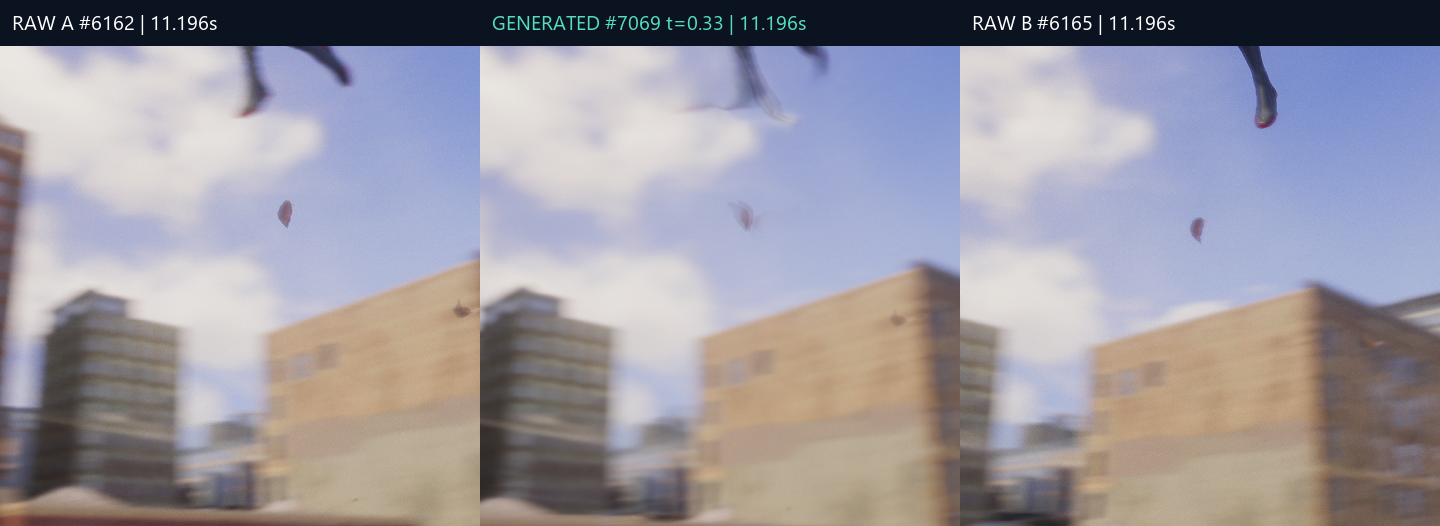 RAW A #6162 | 11.196s
GENERATED #7069 t=0.33 | 11.196s
RAW B #6165 | 11.196s